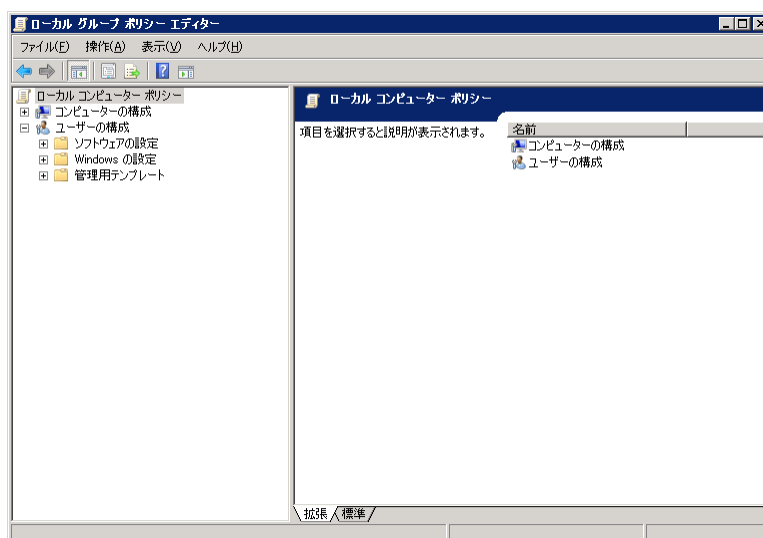 ローカル グループ ポリシー エディター
ファイル(F) 操作(A) 表示(V) ヘルプ(H)
ローカル コンピューター ポリシー
コンピューターの構成
ユーザーの構成
ソフトウェアの設定
Windows の設定
管理用テンプレート
ローカル コンピューター ポリシー
項目を選択すると説明が表示されます。
名前
コンピューターの構成
ユーザーの構成
拡張 標準